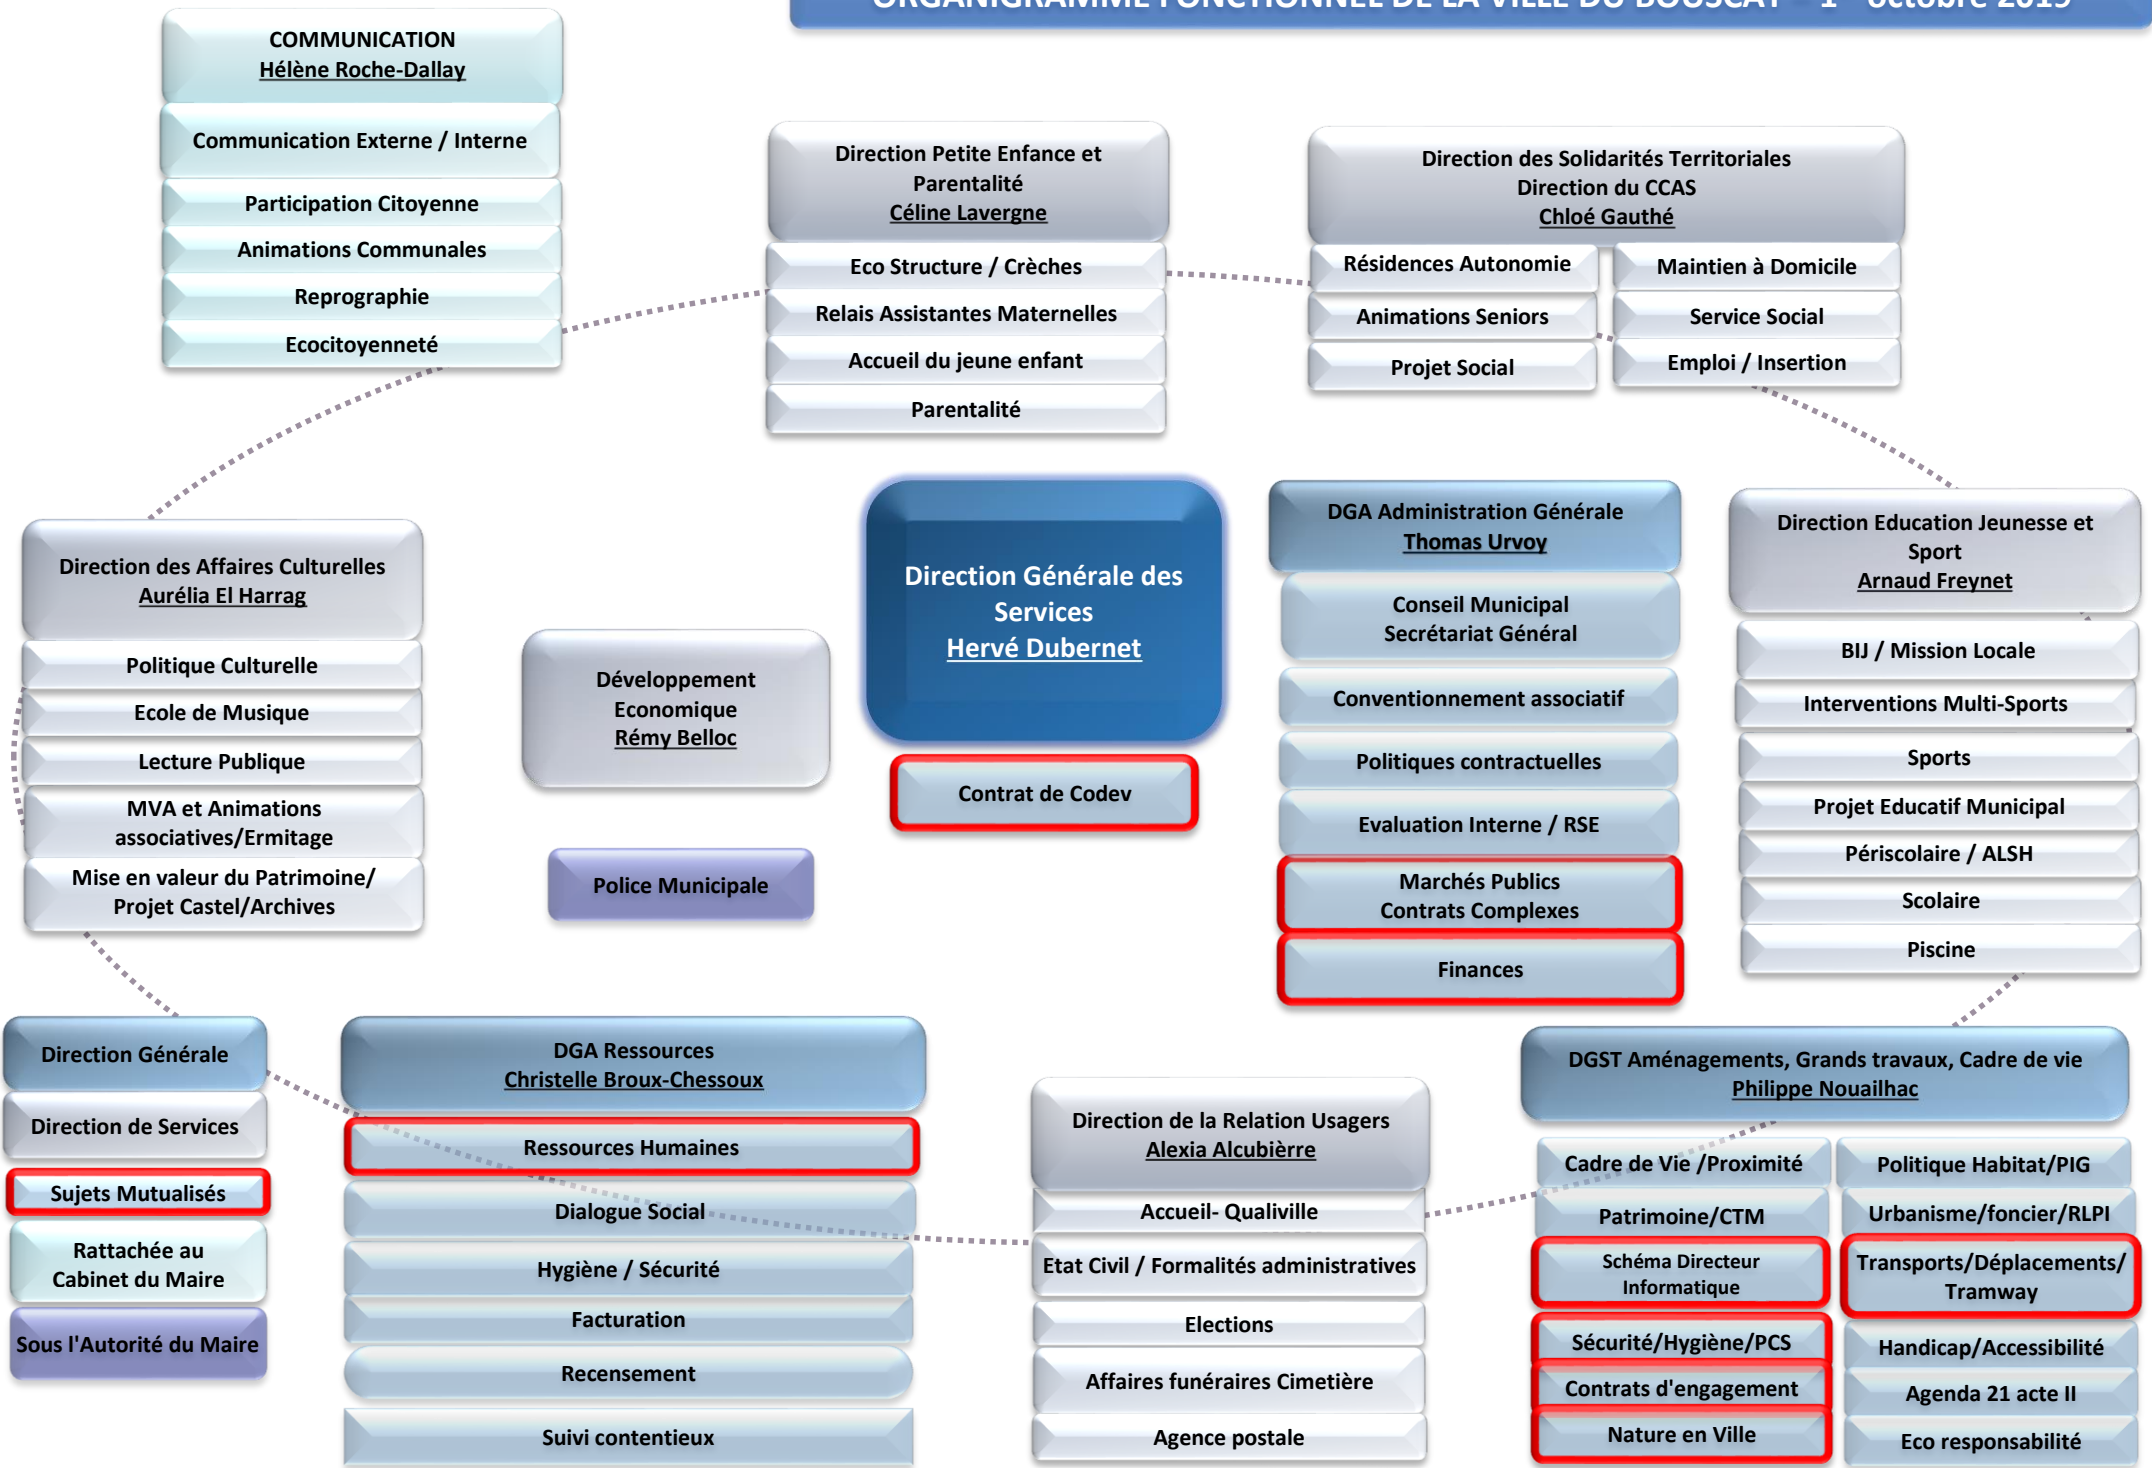 ORGANIGRAMME FONCTIONNEL DE LA VILLE DU BOUSCAT – 1 octobre 2019
COMMUNICATION
Hélène Roche-Dallay
Communication Externe / Interne
Participation Citoyenne
Animations Communales
Reprographie
Ecocitoyenneté
Direction Petite Enfance et
Parentalité
Céline Lavergne
Eco Structure / Crèches
Relais Assistantes Maternelles
Accueil du jeune enfant
Parentalité
Direction des Solidarités Territoriales
Direction du CCAS
Chloé Gauthé
Résidences Autonomie
Animations Seniors
Projet Social
Maintien à Domicile
Service Social
Emploi / Insertion
Direction des Affaires Culturelles
Aurélia El Harrag
Politique Culturelle
Ecole de Musique
Lecture Publique
MVA et Animations
associatives/Ermitage
Mise en valeur du Patrimoine/
Projet Castel/Archives
Développement
Economique
Rémy Belloc
Police Municipale
Direction Générale des
Services
Hervé Dubernet
Contrat de Codev
DGA Administration Générale
Thomas Urvoy
Conseil Municipal
Secrétariat Général
Conventionnement associatif
Politiques contractuelles
Evaluation Interne / RSE
Marchés Publics
Contrats Complexes
Finances
Direction Education Jeunesse et
Sport
Arnaud Freynet
BIJ / Mission Locale
Interventions Multi-Sports
Sports
Projet Educatif Municipal
Périscolaire / ALSH
Scolaire
Piscine
Direction Générale
Direction de Services
Sujets Mutualisés
Rattachée au
Cabinet du Maire
Sous l'Autorité du Maire
DGA Ressources
Christelle Broux-Chessoux
Ressources Humaines
Dialogue Social
Hygiène / Sécurité
Facturation
Recensement
Suivi contentieux
Direction de la Relation Usagers
Alexia Alcubièrre
Accueil- Qualiville
Etat Civil / Formalités administratives
Elections
Affaires funéraires Cimetière
Agence postale
DGST Aménagements, Grands travaux, Cadre de vie
Philippe Nouailhac
Cadre de Vie /Proximité
Patrimoine/CTM
Schéma Directeur
Informatique
Sécurité/Hygiène/PCS
Contrats d'engagement
Nature en Ville
Politique Habitat/PIG
Urbanisme/foncier/RLPI
Transports/Déplacements/
Tramway
Handicap/Accessibilité
Agenda 21 acte II
Eco responsabilité